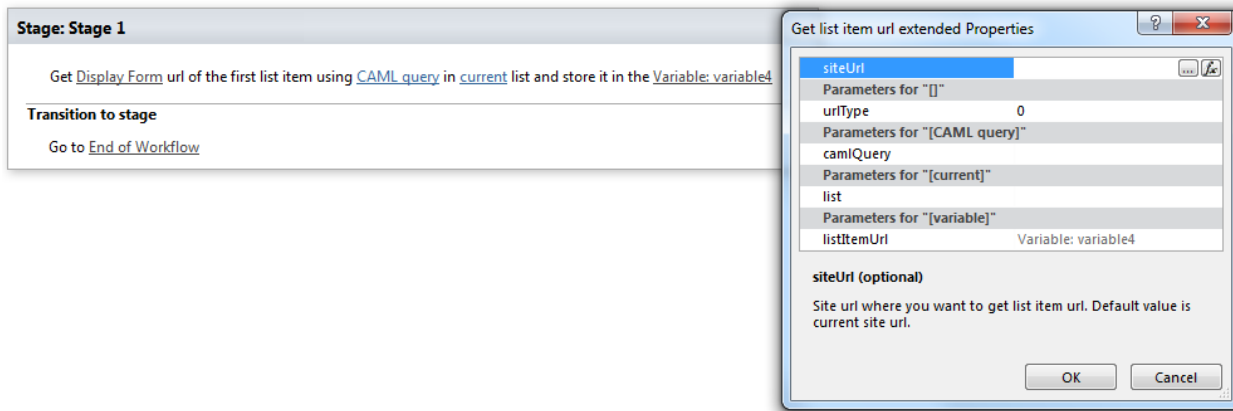 Stage: Stage 1
Get Display Form url of the first list item using CAML query in current list and store it in the Variable: variable4
Transition to stage
Go to End of Workflow
Get list item url extended Properties
?
X
siteUrl
... fx
Parameters for "[]"
urlType 0
Parameters for "[CAML query]"
camlQuery
Parameters for "[current]"
list
Parameters for "[variable]"
listItemUrl Variable: variable4
siteUrl (optional)
Site url where you want to get list item url. Default value is
current site url.
OK Cancel